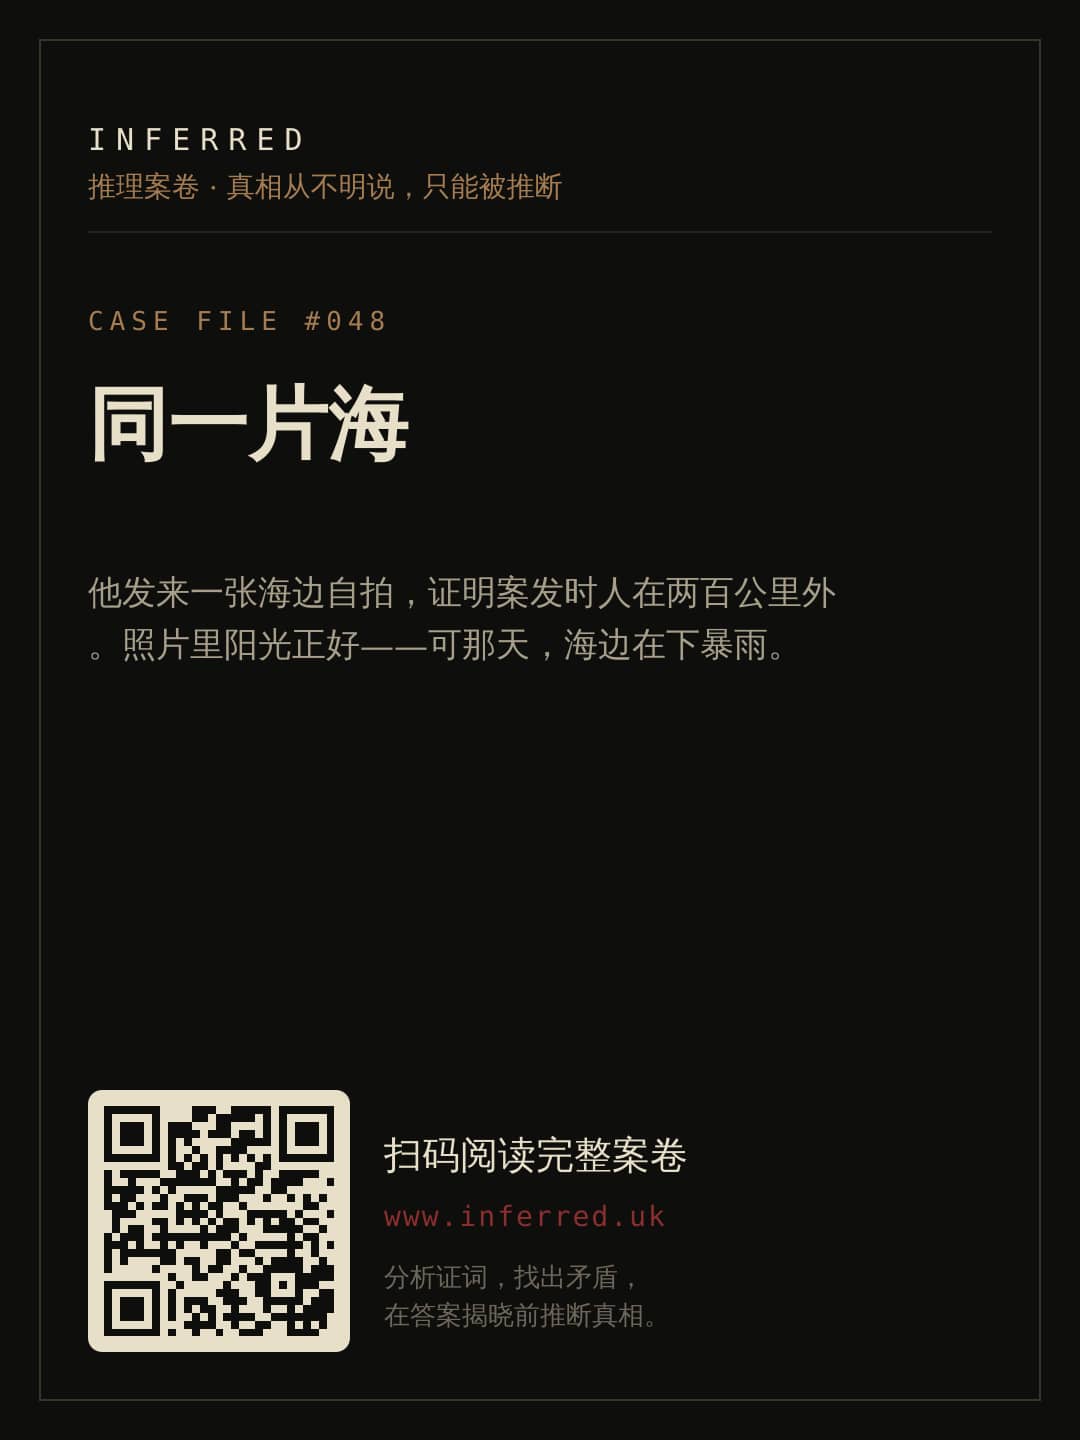 INFERRED
推理案卷 · 真相从不明说，只能被推断
CASE FILE #048
同一片海
他发来一张海边自拍，证明案发时人在两百公里外
。照片里阳光正好——可那天，海边在下暴雨。
扫码阅读完整案卷
www.inferred.uk
分析证词，找出矛盾，
在答案揭晓前推断真相。